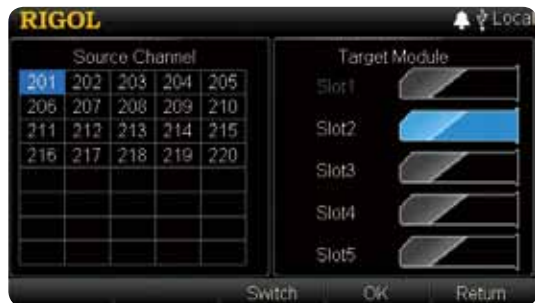 RIGOL
Local
Source Channel
201 202 203 204 205
206 207 208 209 210
211 212 213 214 215
216 217 218 219 220
Target Module
Slot1
Slot2
Slot3
Slot4
Slot5
Switch OK Return